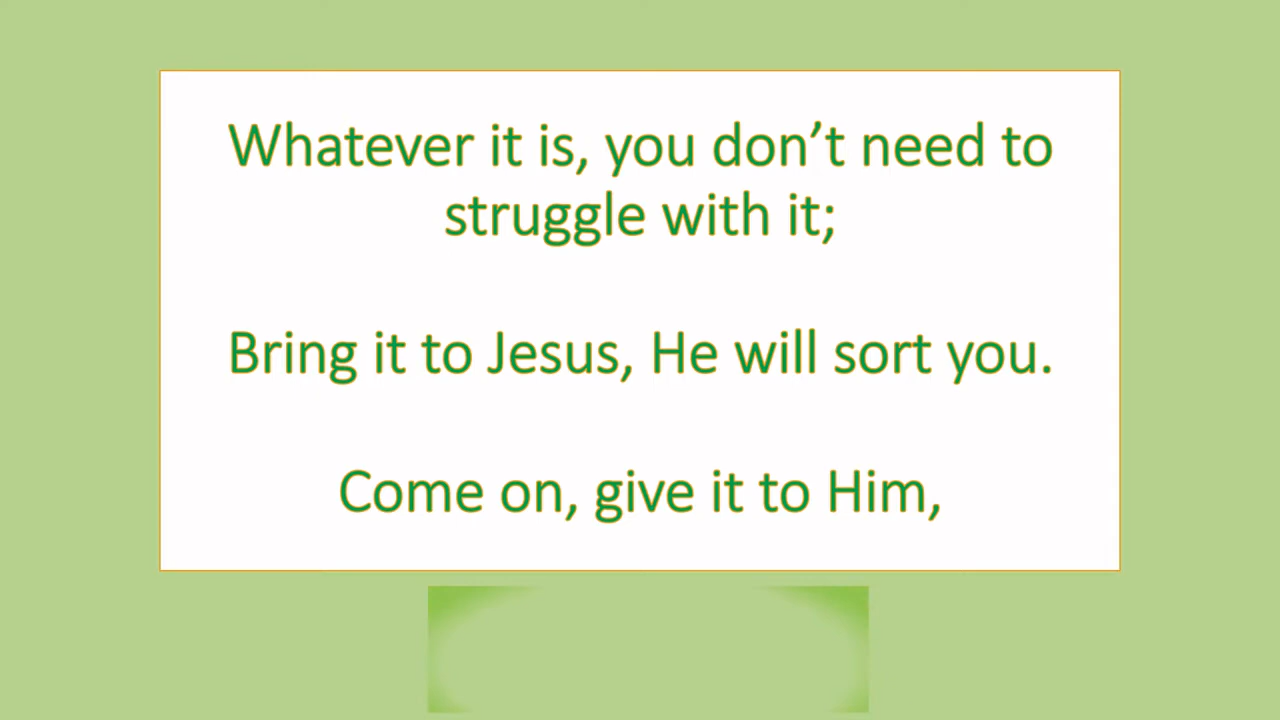 Whatever it is, you don’t need to
struggle with it;
Bring it to Jesus, He will sort you.
Come on, give it to Him,